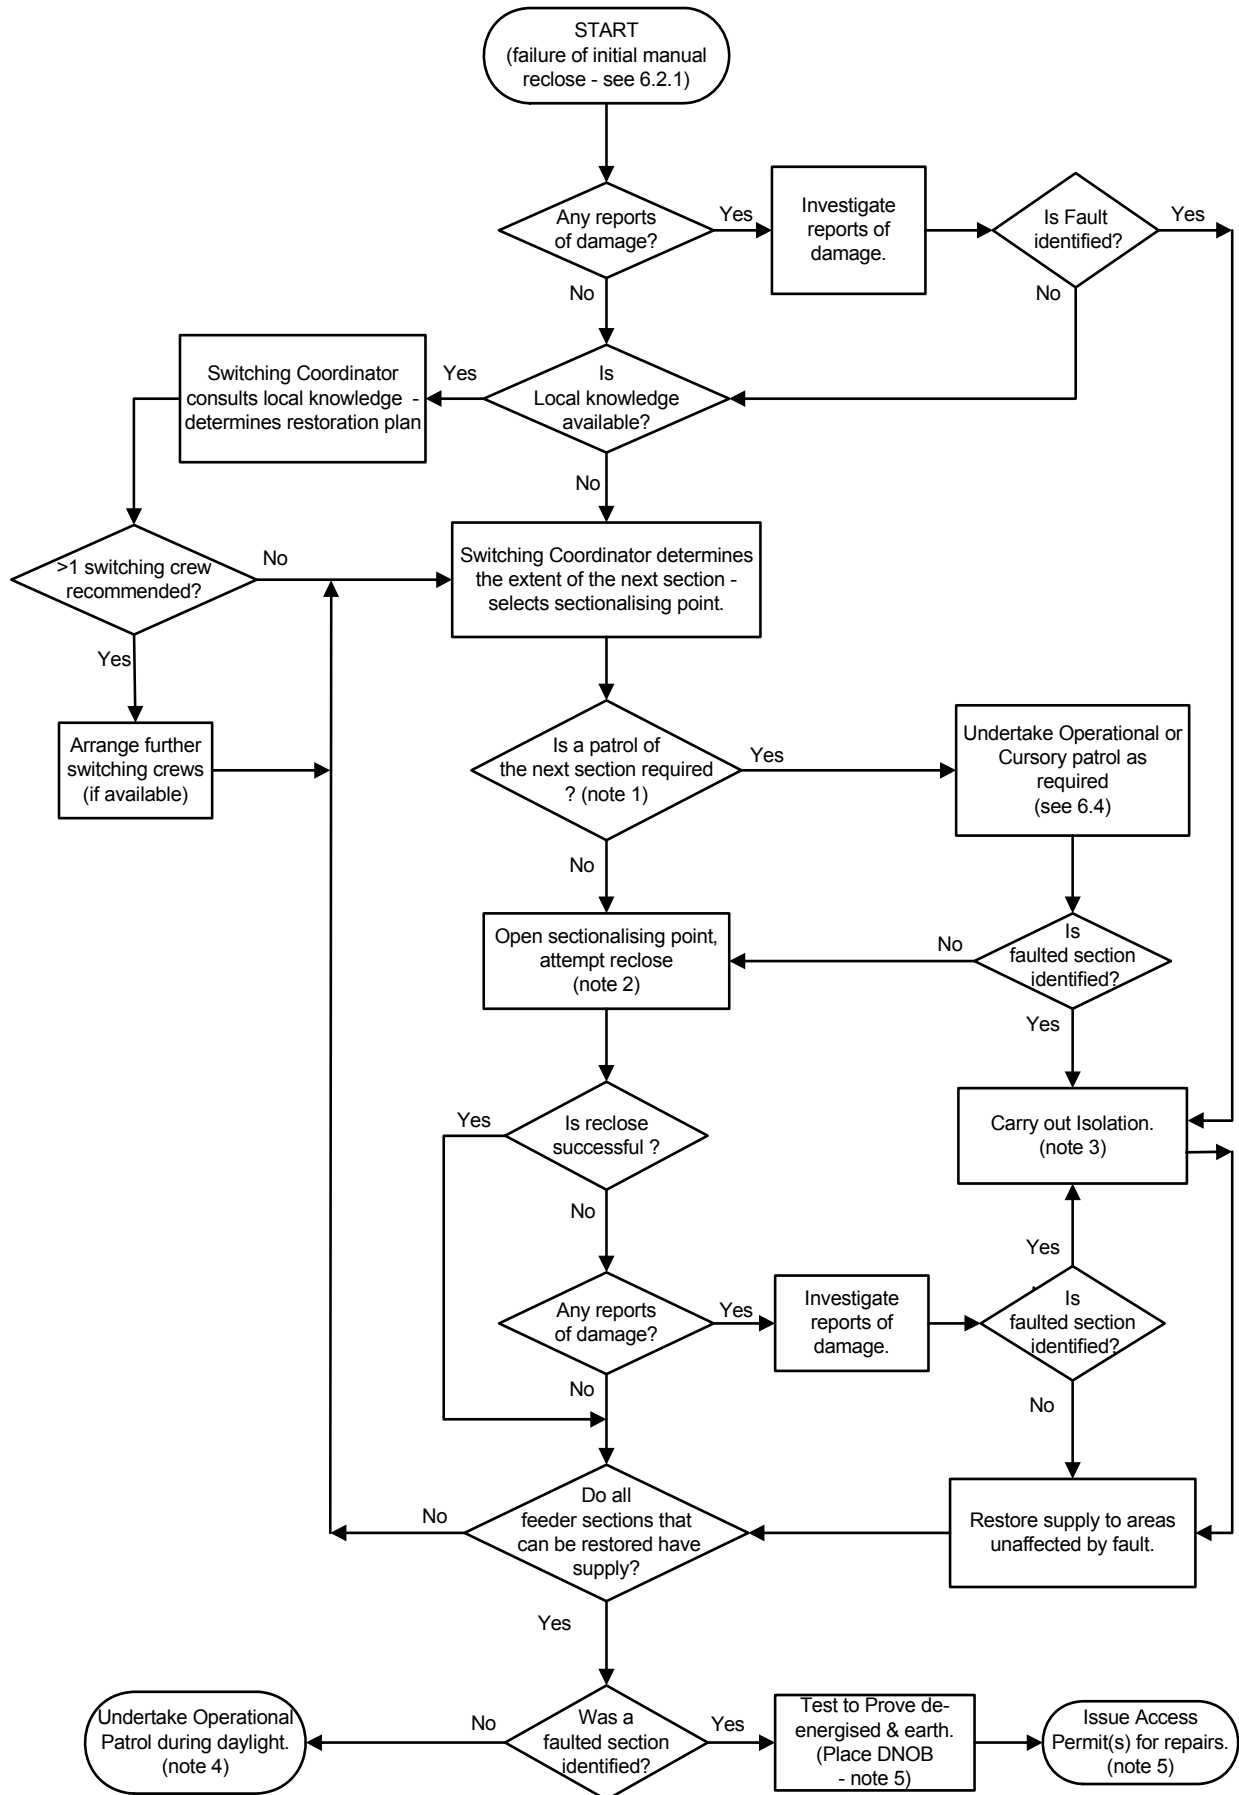 START
(failure of initial manual
reclose - see 6.2.1)
Any reports
of damage?
Yes
Investigate
reports of
damage.
Is Fault
identified?
Yes
No
No
Switching Coordinator
consults local knowledge -
determines restoration plan
Yes
Is
Local knowledge
available?
No
>1 switching crew
recommended?
No
Switching Coordinator determines
the extent of the next section -
selects sectionalising point.
Yes
Arrange further
switching crews
(if available)
Is a patrol of
the next section required
? (note 1)
Yes
Undertake Operational or
Cursory patrol as
required
(see 6.4)
No
Open sectionalising point,
attempt reclose
(note 2)
No
Is
faulted section
identified?
Yes
Yes
Is reclose
successful ?
Carry out Isolation.
(note 3)
No
Yes
Any reports
of damage?
Yes
Investigate
reports of
damage.
Is
faulted section
identified?
No
No
No
Do all
feeder sections that
can be restored have
supply?
Restore supply to areas
unaffected by fault.
Yes
Undertake Operational
Patrol during daylight.
(note 4)
No
Was a
faulted section
identified?
Yes
Test to Prove de-
energised & earth.
(Place DNOB
- note 5)
Issue Access
Permit(s) for repairs.
(note 5)